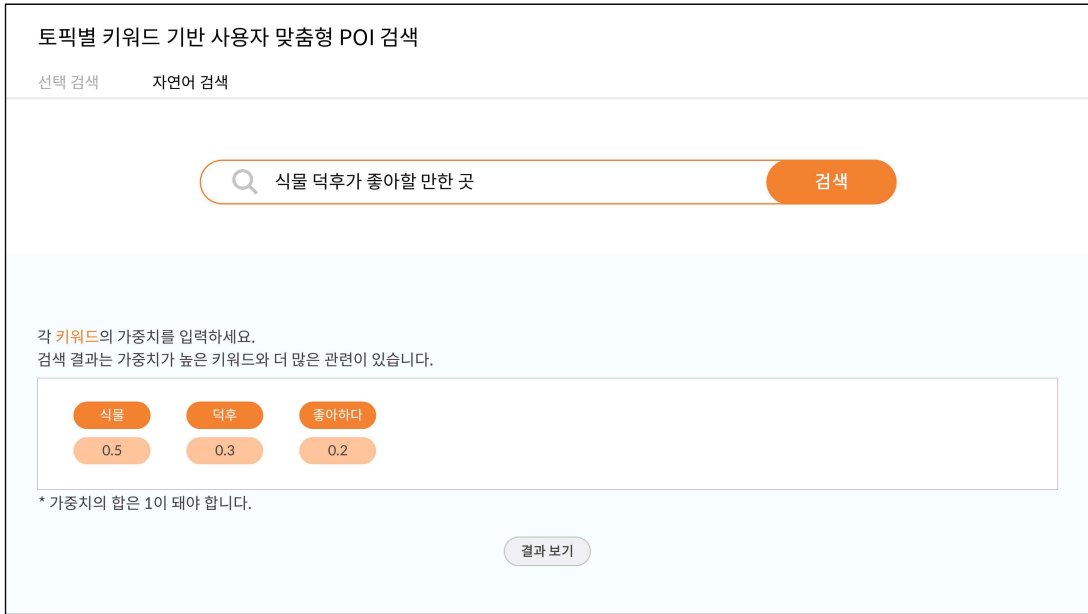 토픽별 키워드 기반 사용자 맞춤형 POI 검색
선택 검색 자연어 검색
식물 덕후가 좋아할 만한 곳 검색
각 키워드의 가중치를 입력하세요.
검색 결과는 가중치가 높은 키워드와 더 많은 관련이 있습니다.
식물 덕후 좋아하다
0.5 0.3 0.2
* 가중치의 합은 1이 돼야 합니다.
결과 보기